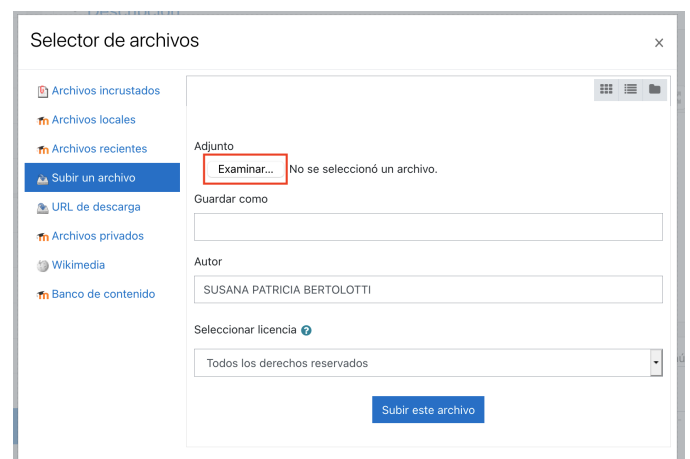 Descripción
Selector de archivos
×
Archivos incrustados
Archivos locales
Archivos recientes
Subir un archivo
URL de descarga
Archivos privados
Wikimedia
Banco de contenido
Adjunto
Examinar... No se seleccionó un archivo.
Guardar como
Autor
SUSANA PATRICIA BERTOLOTTI
Seleccionar licencia ?
Todos los derechos reservados
Subir este archivo